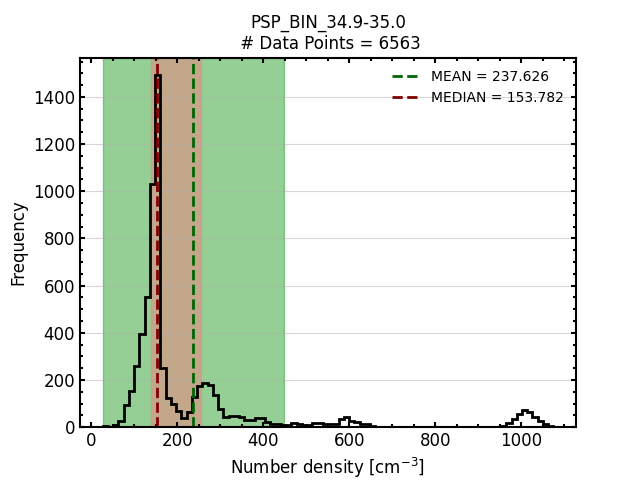 PSP_BIN_34.9-35.0
# Data Points = 6563
MEAN = 237.626
MEDIAN = 153.782
1400
1200
1000
800
600
400
200
0
Frequency
0 200 400 600 800 1000
Number density [cm⁻³]